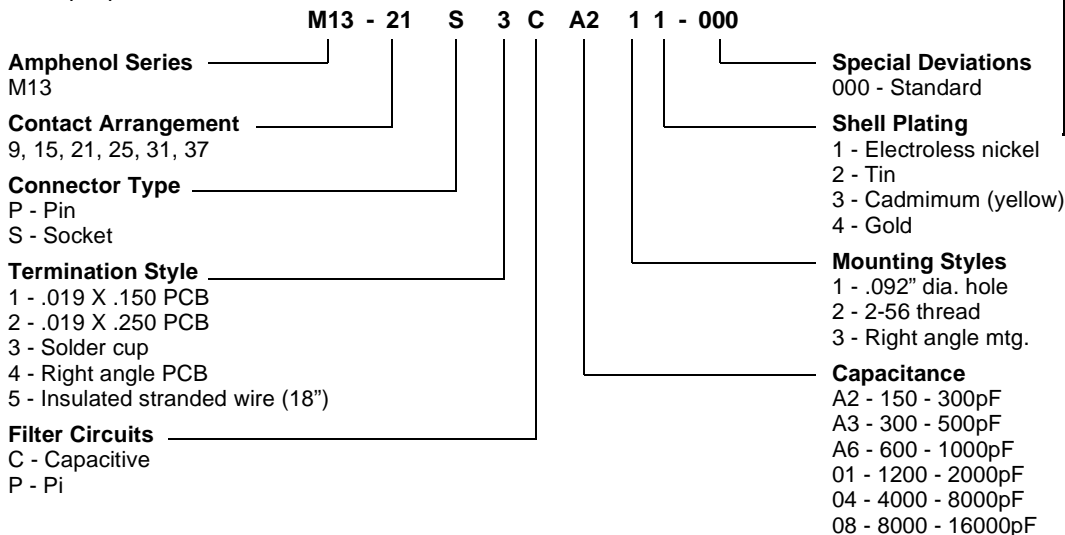 M13 - 21 S 3 C A2 1 1 - 000
Amphenol Series
M13
Contact Arrangement
9, 15, 21, 25, 31, 37
Connector Type
P - Pin
S - Socket
Termination Style
1 - .019 X .150 PCB
2 - .019 X .250 PCB
3 - Solder cup
4 - Right angle PCB
5 - Insulated stranded wire (18”)
Filter Circuits
C - Capacitive
P - Pi
Special Deviations
000 - Standard
Shell Plating
1 - Electroless nickel
2 - Tin
3 - Cadmimum (yellow)
4 - Gold
Mounting Styles
1 - .092” dia. hole
2 - 2-56 thread
3 - Right angle mtg.
Capacitance
A2 - 150 - 300pF
A3 - 300 - 500pF
A6 - 600 - 1000pF
01 - 1200 - 2000pF
04 - 4000 - 8000pF
08 - 8000 - 16000pF